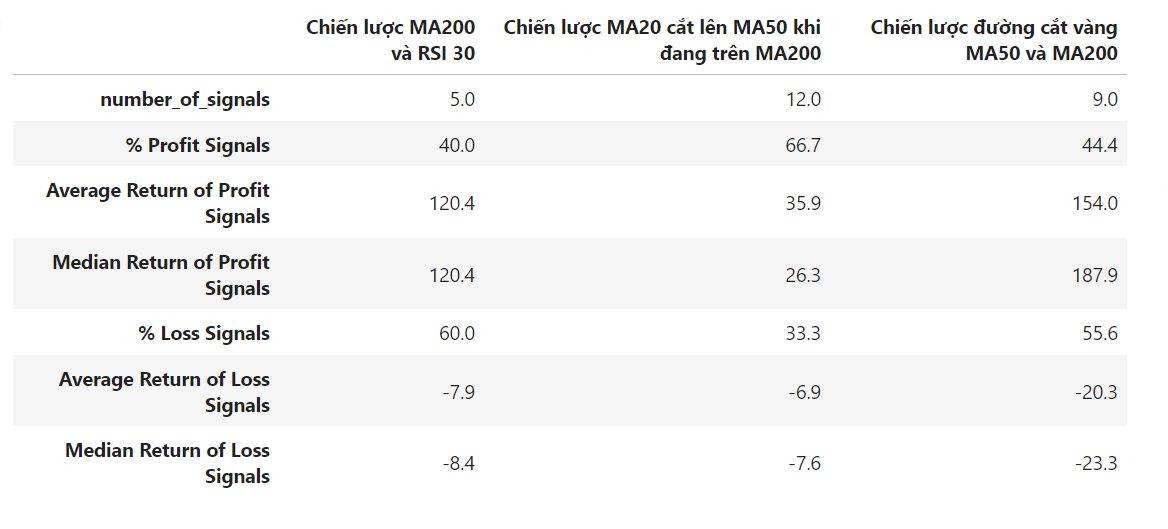 Chiến lược MA200 và RSI 30
Chiến lược MA20 cắt lên MA50 khi đang trên MA200
Chiến lược đường cắt vàng MA50 và MA200
number_of_signals 5.0 12.0 9.0
% Profit Signals 40.0 66.7 44.4
Average Return of Profit Signals 120.4 35.9 154.0
Median Return of Profit Signals 120.4 26.3 187.9
% Loss Signals 60.0 33.3 55.6
Average Return of Loss Signals -7.9 -6.9 -20.3
Median Return of Loss Signals -8.4 -7.6 -23.3